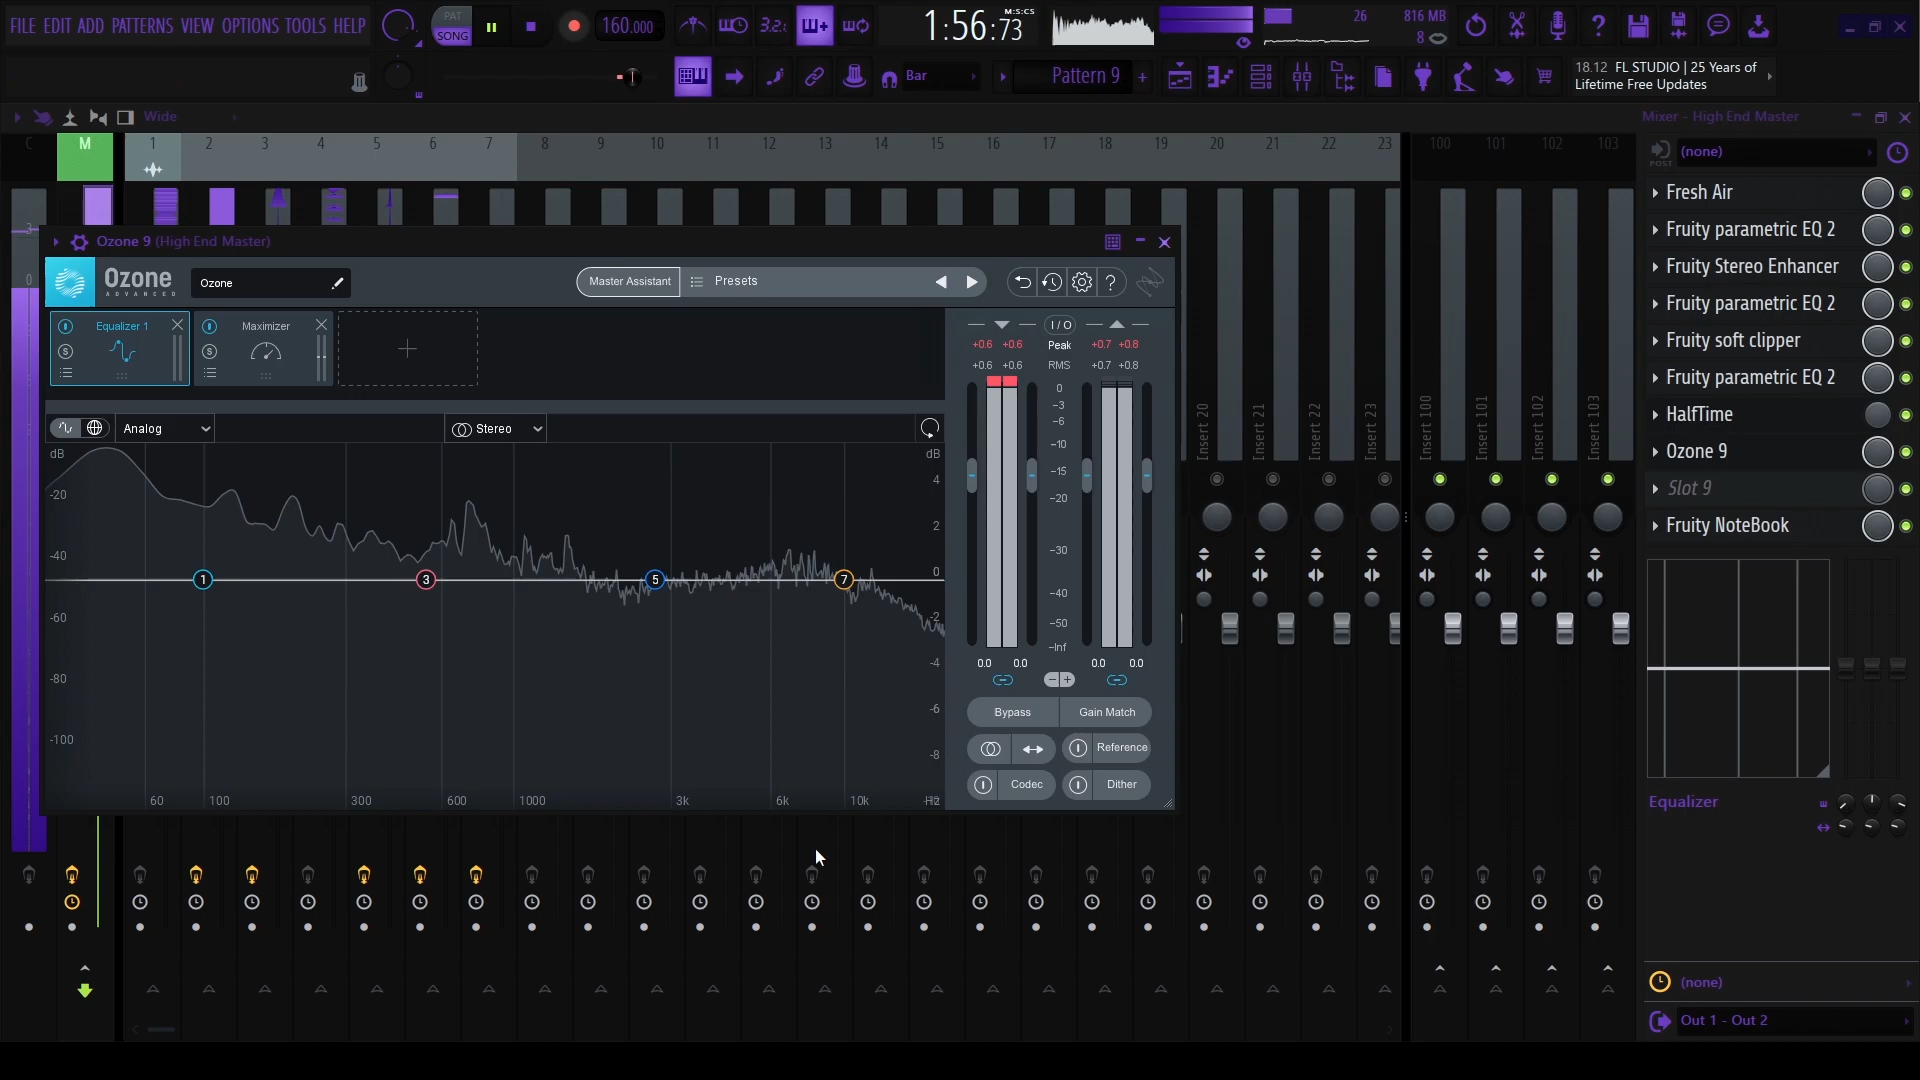 FILE EDIT ADD PATTERNS VIEW OPTIONS TOOLS HELP
PAT
SONG
160.000
3.2.
1:56:73
M:S:CS
26
816 MB
8
Bar
Pattern 9
18.12 FL STUDIO | 25 Years of
Lifetime Free Updates
Wide
Mixer - High End Master
C M 1 2 3 4 5 6 7 8 9 10 11 12 13 14 15 16 17 18 19 20 21 22 23 100 101 102 103
POST
(none)
Fresh Air
Fruity parametric EQ 2
Fruity Stereo Enhancer
Fruity parametric EQ 2
Fruity soft clipper
Fruity parametric EQ 2
HalfTime
Ozone 9
Slot 9
Fruity NoteBook
3
0
Ozone 9 (High End Master)
Ozone
ADVANCED
Ozone
Master Assistant
Presets
?
Equalizer 1
Maximizer
S
S
I / O
+0.6 +0.6 Peak +0.7 +0.8
+0.6 +0.6 RMS +0.7 +0.8
Analog
Stereo
dB
-20
-40
-60
-80
-100
dB
4
2
0
-2
-4
-6
-8
1 3 5 7
60 100 300 600 1000 3k 6k 10k Hz
0
-3
-6
-10
-15
-20
-30
-40
-50
-Inf
0.0 0.0 0.0 0.0
Bypass
Gain Match
Reference
Codec
Dither
Insert 20
Insert 21
Insert 22
Insert 23
Insert 100
Insert 101
Insert 102
Insert 103
Equalizer
(none)
Out 1 - Out 2